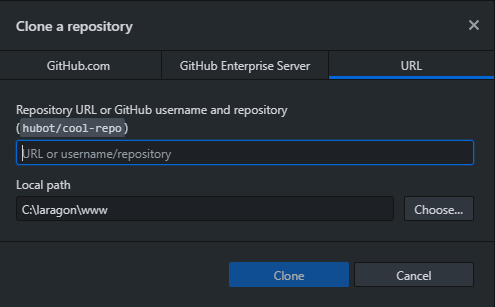 Clone a repository
GitHub.com
GitHub Enterprise Server
URL
Repository URL or GitHub username and repository
(hubot/cool-repo)
URL or username/repository
Local path
C:\laragon\www
Choose...
Clone
Cancel